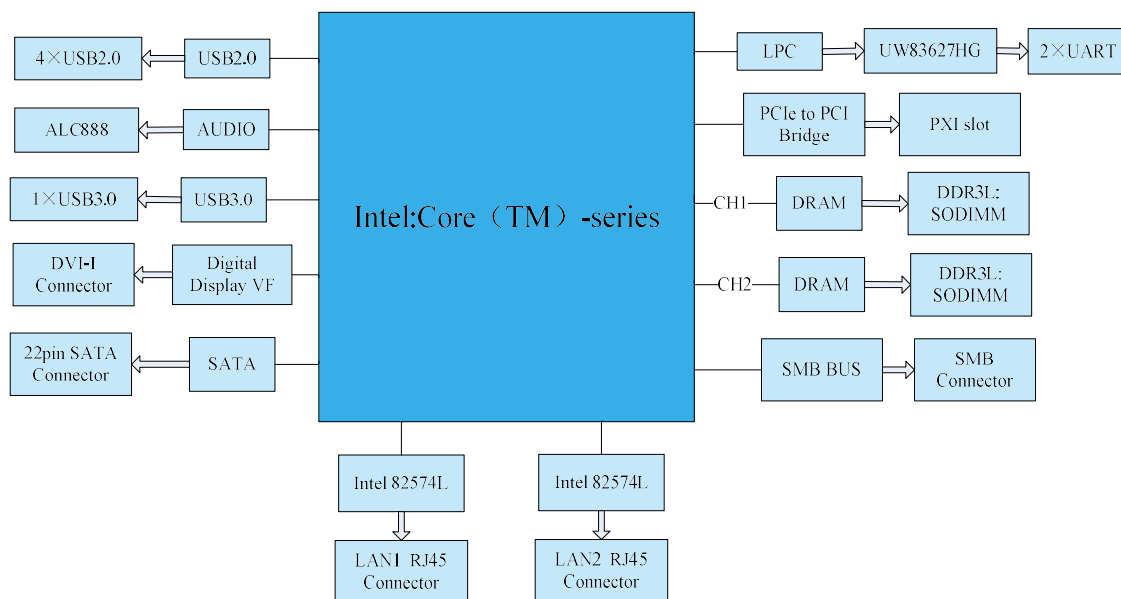 4×USB2.0
USB2.0
ALC888
AUDIO
1×USB3.0
USB3.0
DVI-I
Connector
Digital
Display VF
22pin SATA
Connector
SATA
Intel:Core（TM）-series
LPC
UW83627HG
2×UART
PCIe to PCI
Bridge
PXI slot
CH1
DRAM
DDR3L:
SODIMM
CH2
DRAM
DDR3L:
SODIMM
SMB BUS
SMB
Connector
Intel 82574L
Intel 82574L
LAN1 RJ45
Connector
LAN2 RJ45
Connector